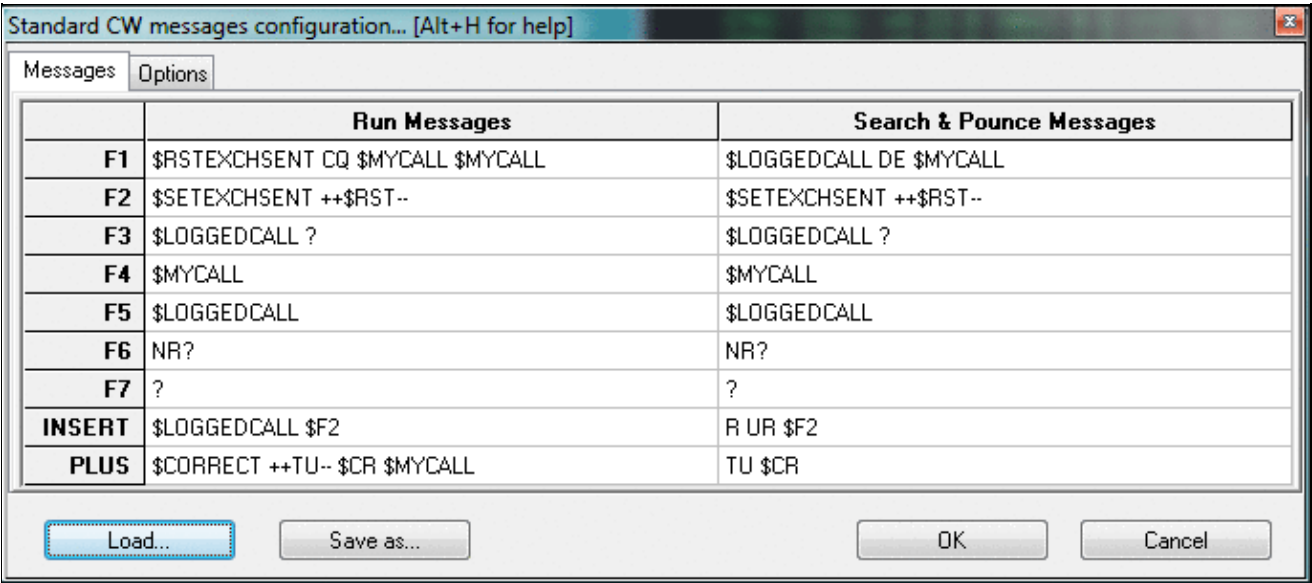 Standard CW messages configuration... [Alt+H for help]
Messages Options
Run Messages Search & Pounce Messages
F1 $RSTEXCHSENT CQ $MYCALL $MYCALL $LOGGEDCALL DE $MYCALL
F2 $SETEXCHSENT ++$RST-- $SETEXCHSENT ++$RST--
F3 $LOGGEDCALL ? $LOGGEDCALL ?
F4 $MYCALL $MYCALL
F5 $LOGGEDCALL $LOGGEDCALL
F6 NR? NR?
F7 ? ?
INSERT $LOGGEDCALL $F2 R UR $F2
PLUS $CORRECT ++TU-- $CR $MYCALL TU $CR
Load... Save as... OK Cancel